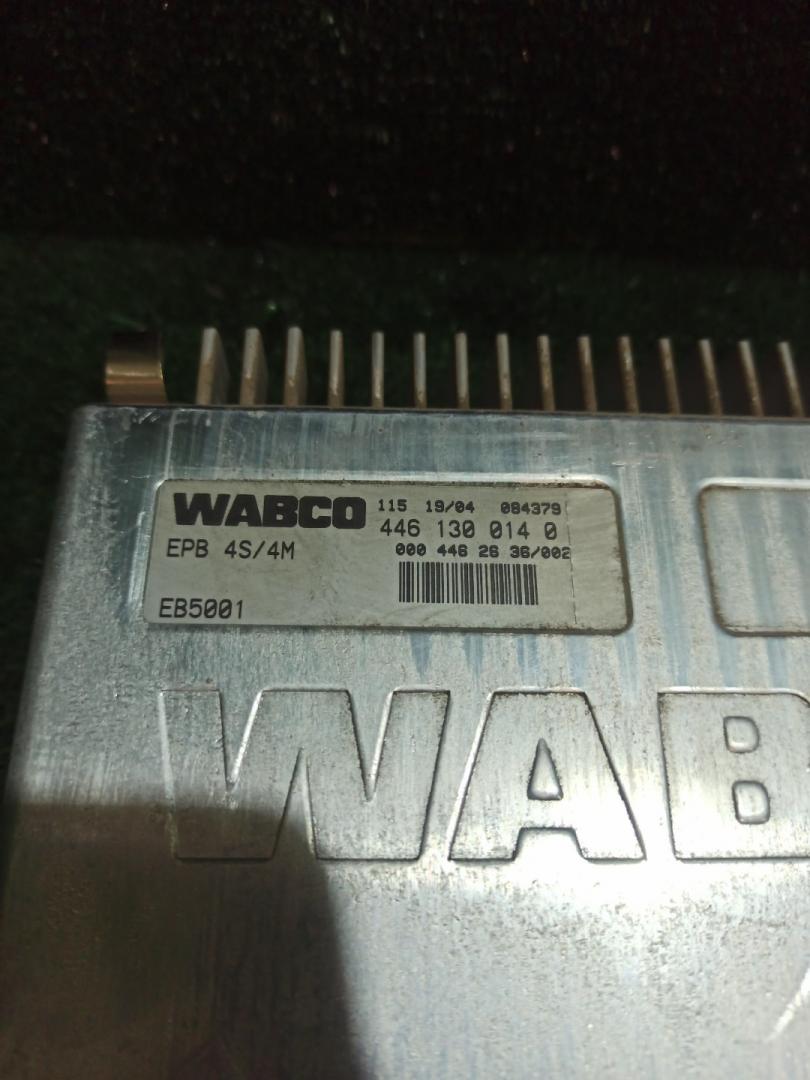 WABCO 115 19/04 084379
446 130 014 0
EPB 4S/4M 000 446 26 36/002
EB5001
WAB